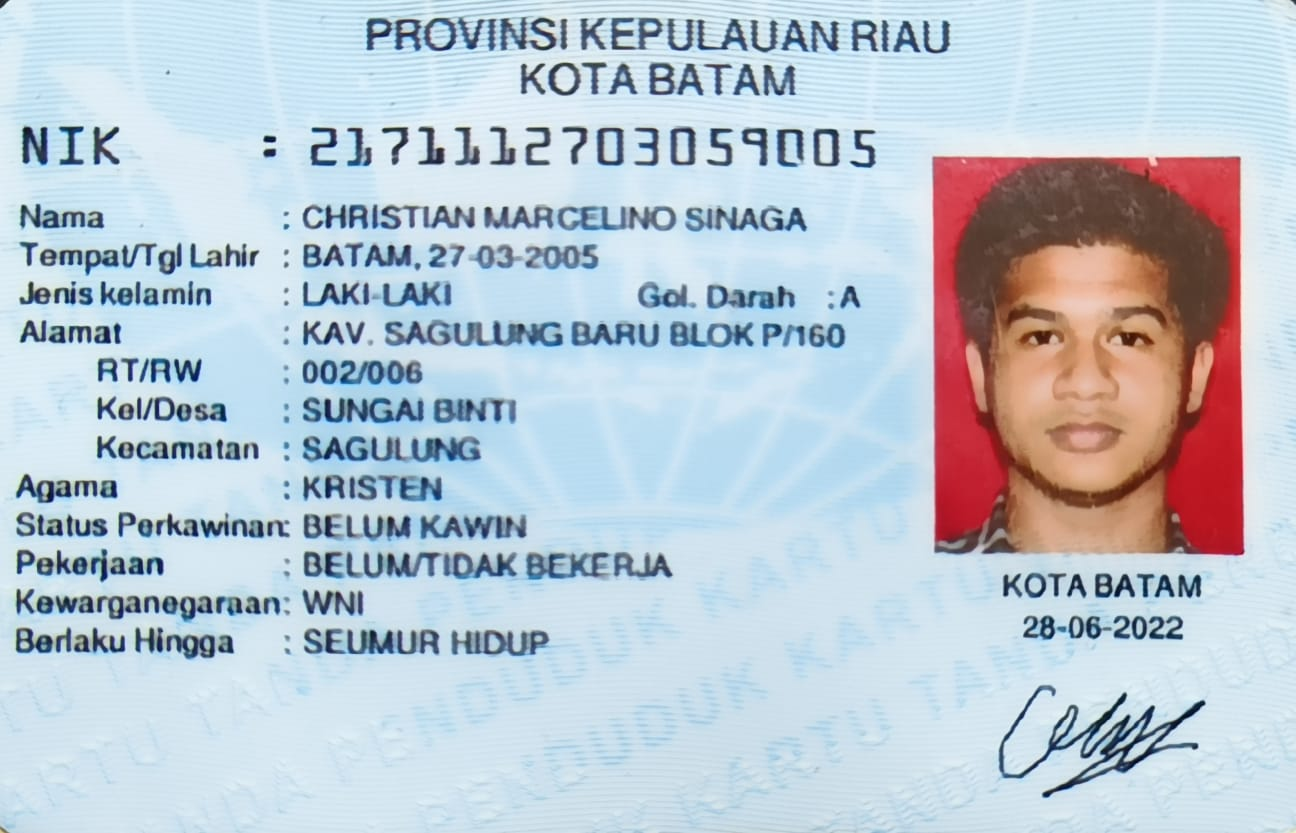 PROVINSI KEPULAUAN RIAU
KOTA BATAM
NIK : 2171112703059005
Nama : CHRISTIAN MARCELINO SINAGA
Tempat/Tgl Lahir : BATAM, 27-03-2005
Jenis kelamin : LAKI-LAKI Gol. Darah : A
Alamat : KAV. SAGULUNG BARU BLOK P/160
RT/RW : 002/006
Kel/Desa : SUNGAI BINTI
Kecamatan : SAGULUNG
Agama : KRISTEN
Status Perkawinan: BELUM KAWIN
Pekerjaan : BELUM/TIDAK BEKERJA
Kewarganegaraan: WNI
Berlaku Hingga : SEUMUR HIDUP
KOTA BATAM
28-06-2022